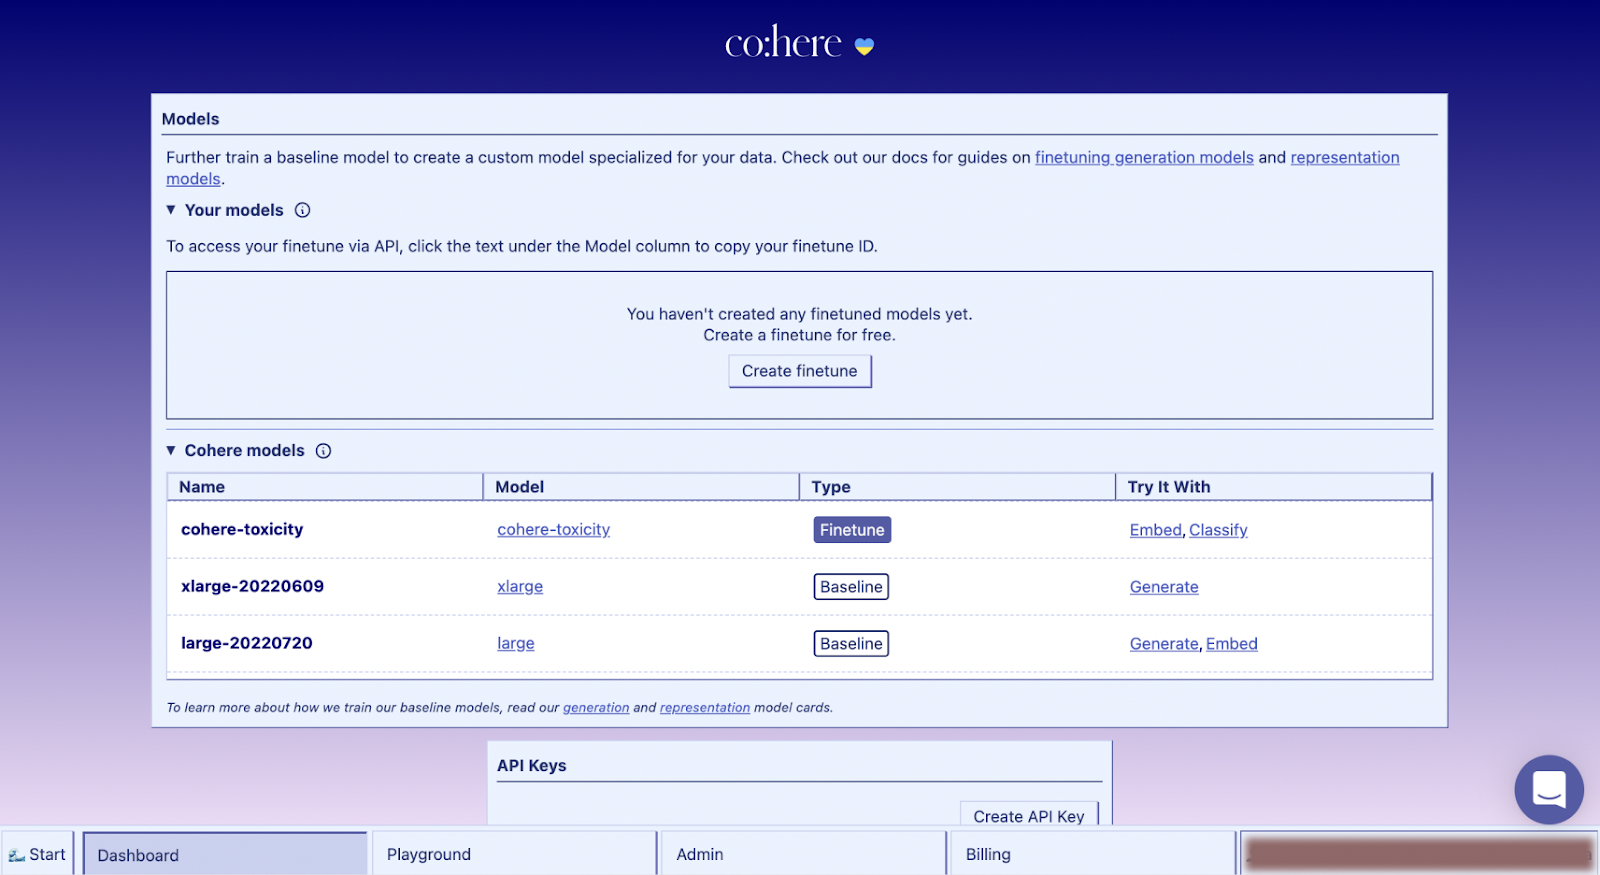 co:here
Models
Further train a baseline model to create a custom model specialized for your data. Check out our docs for guides on finetuning generation models and representation
models.
Your models
To access your finetune via API, click the text under the Model column to copy your finetune ID.
You haven't created any finetuned models yet.
Create a finetune for free.
Create finetune
Cohere models
Name Model Type Try It With
cohere-toxicity cohere-toxicity Finetune Embed, Classify
xlarge-20220609 xlarge Baseline Generate
large-20220720 large Baseline Generate, Embed
To learn more about how we train our baseline models, read our generation and representation model cards.
API Keys
Create API Key
Start Dashboard Playground Admin Billing